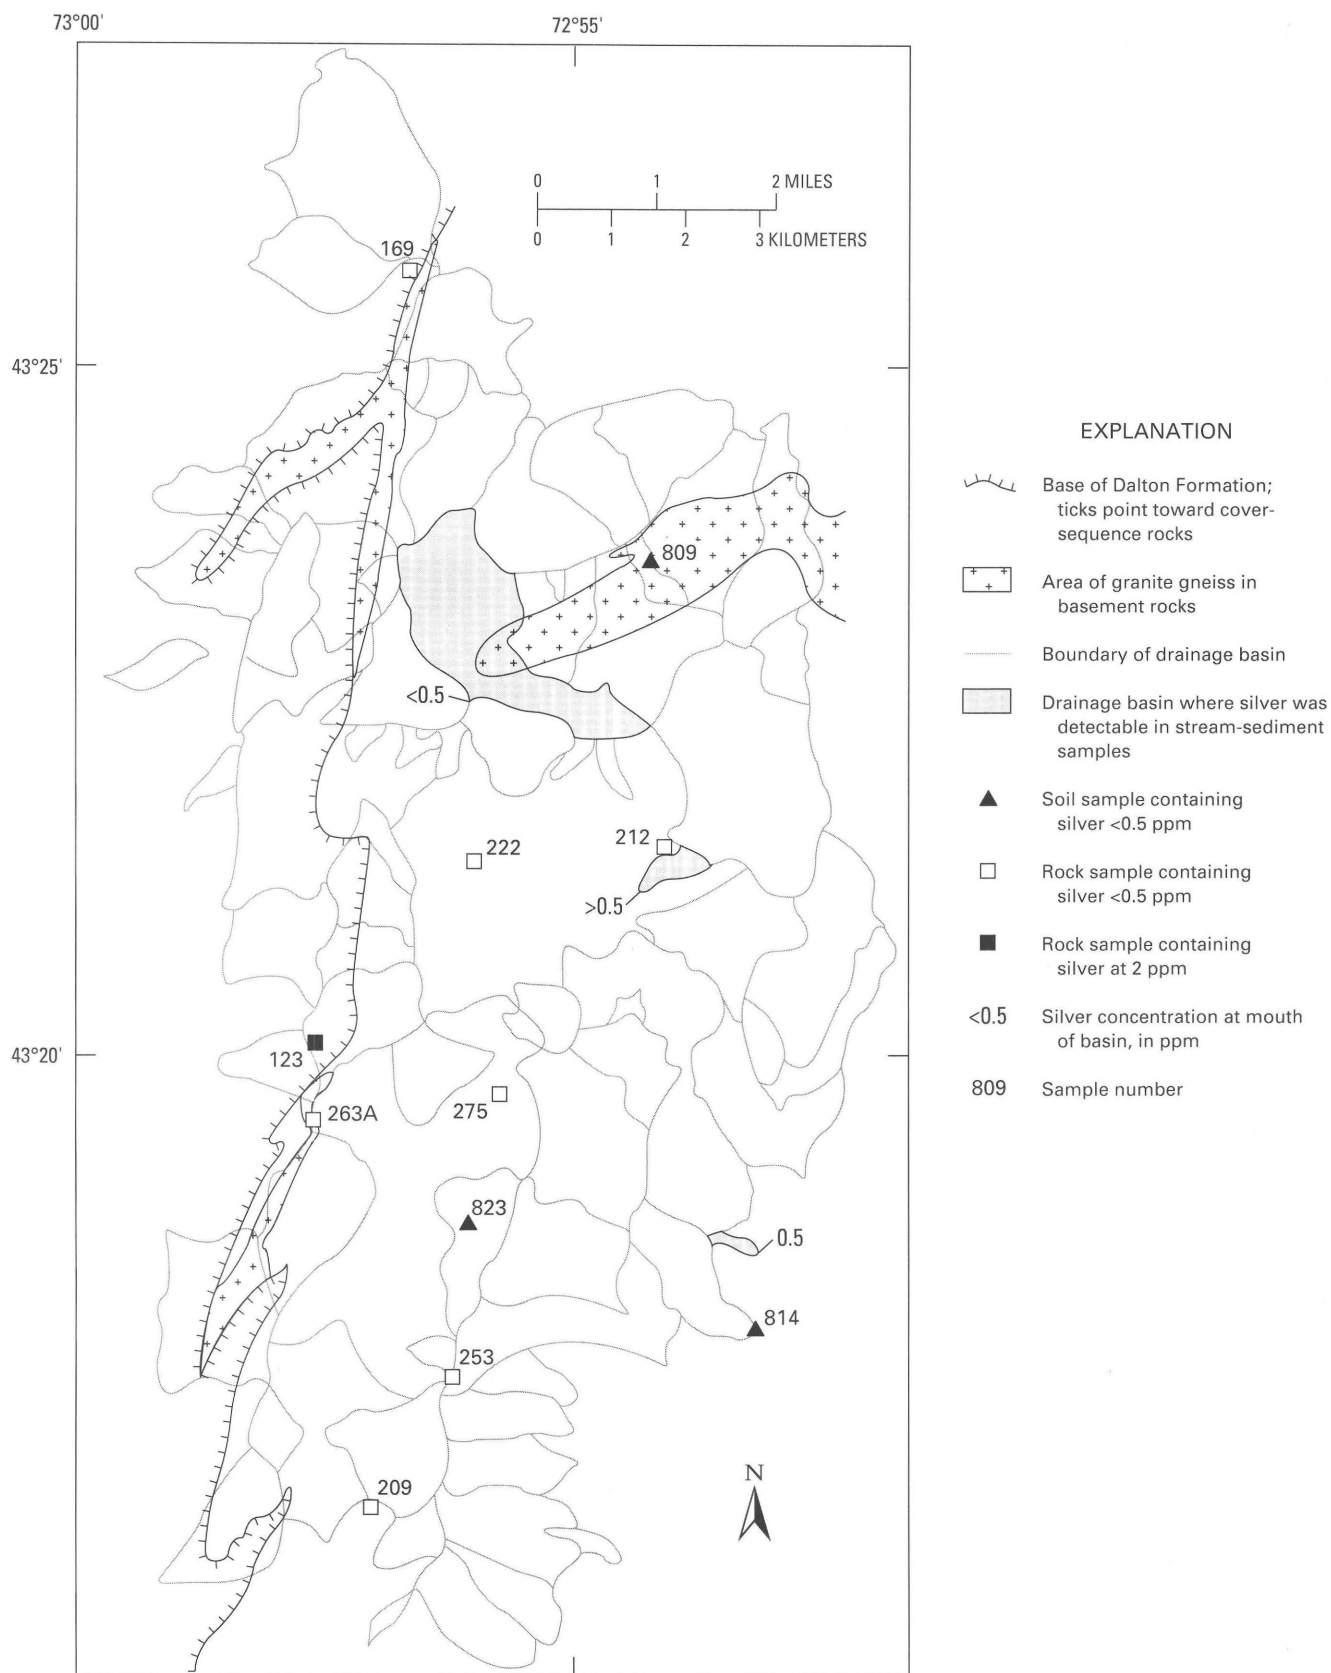 73°00'
72°55'
0 1 2 MILES
0 1 2 3 KILOMETERS
169
43°25'
809
<0.5
222
212
>0.5
43°20'
123
263A
275
823
0.5
814
253
209
N
EXPLANATION
Base of Dalton Formation;
ticks point toward cover-
sequence rocks
Area of granite gneiss in
basement rocks
Boundary of drainage basin
Drainage basin where silver was
detectable in stream-sediment
samples
Soil sample containing
silver <0.5 ppm
Rock sample containing
silver <0.5 ppm
Rock sample containing
silver at 2 ppm
<0.5 Silver concentration at mouth
of basin, in ppm
809 Sample number